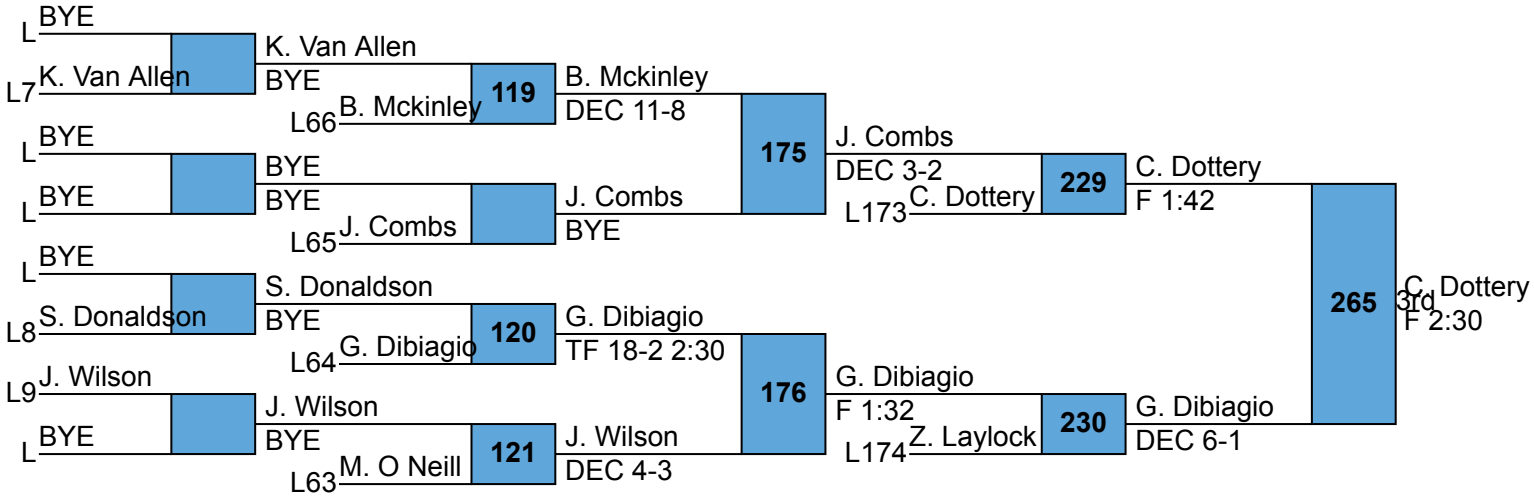 BYE
L
K. Van Allen
BYE
K. Van Allen
L7
119
B. Mckinley
DEC 11-8
B. Mckinley
L66
BYE
L
175
J. Combs
DEC 3-2
BYE
BYE
BYE
L
J. Combs
BYE
J. Combs
L65
C. Dottery
L173
229
C. Dottery
F 1:42
BYE
L
S. Donaldson
BYE
S. Donaldson
L8
120
G. Dibiagio
TF 18-2 2:30
G. Dibiagio
L64
265
3rd
C. Dottery
F 2:30
J. Wilson
L9
176
G. Dibiagio
F 1:32
J. Wilson
BYE
BYE
L
121
J. Wilson
DEC 4-3
M. O Neill
L63
Z. Laylock
L174
230
G. Dibiagio
DEC 6-1